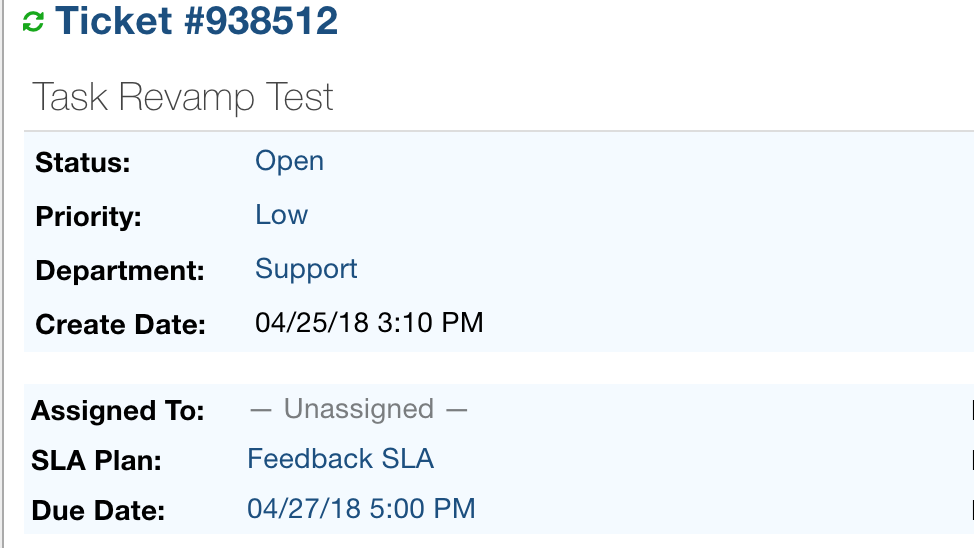 Ticket #938512
Task Revamp Test
Status: Open
Priority: Low
Department: Support
Create Date: 04/25/18 3:10 PM
Assigned To: — Unassigned —
SLA Plan: Feedback SLA
Due Date: 04/27/18 5:00 PM